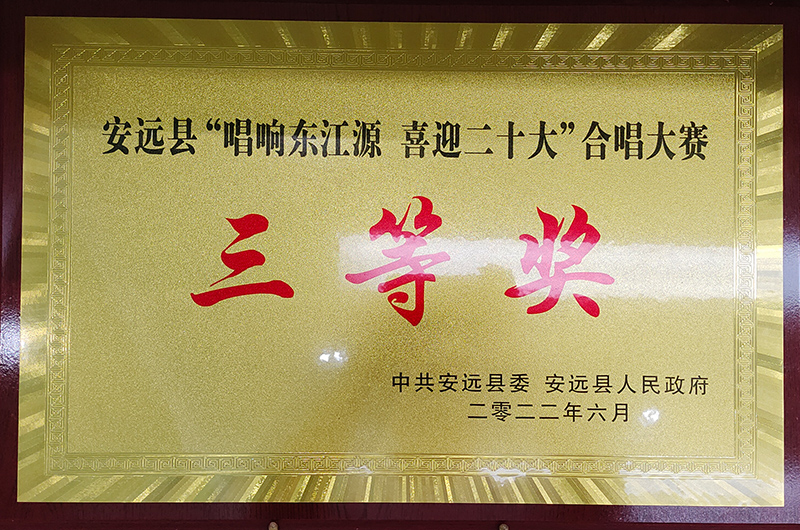 安远县“唱响东江源 喜迎二十大”合唱大赛
三等奖
中共安远县委 安远县人民政府
二零二二年六月